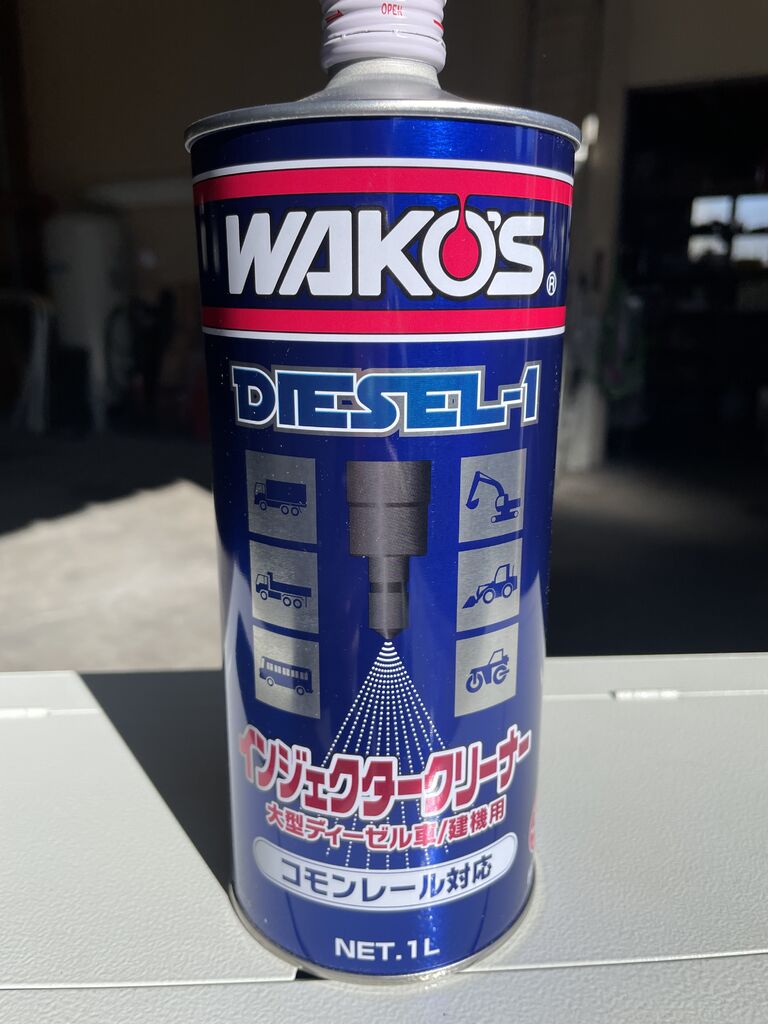 OPEN
WAKO'S®
DIESEL-1
インジェクタークリーナー
大型ディーゼル車/建機用
コモンレール対応
NET.1L